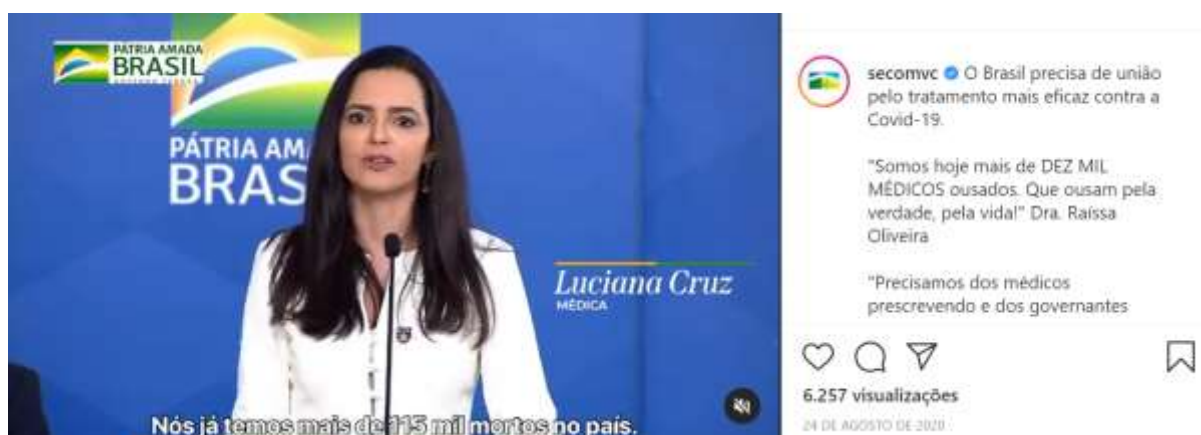 PÁTRIA AMADA
BRASIL
PÁTRIA AM
BRAS
Luciana Cruz
MÉDICA
Nós já temos mais de 115 mil mortos no país.
secomvc O Brasil precisa de união
pelo tratamento mais eficaz contra a
Covid-19.
"Somos hoje mais de DEZ MIL
MÉDICOS ousados. Que ousam pela
verdade, pela vida!" Dra. Raíssa
Oliveira
"Precisamos dos médicos
prescrevendo e dos governantes
6.257 visualizações
24 DE AGOSTO DE 2020